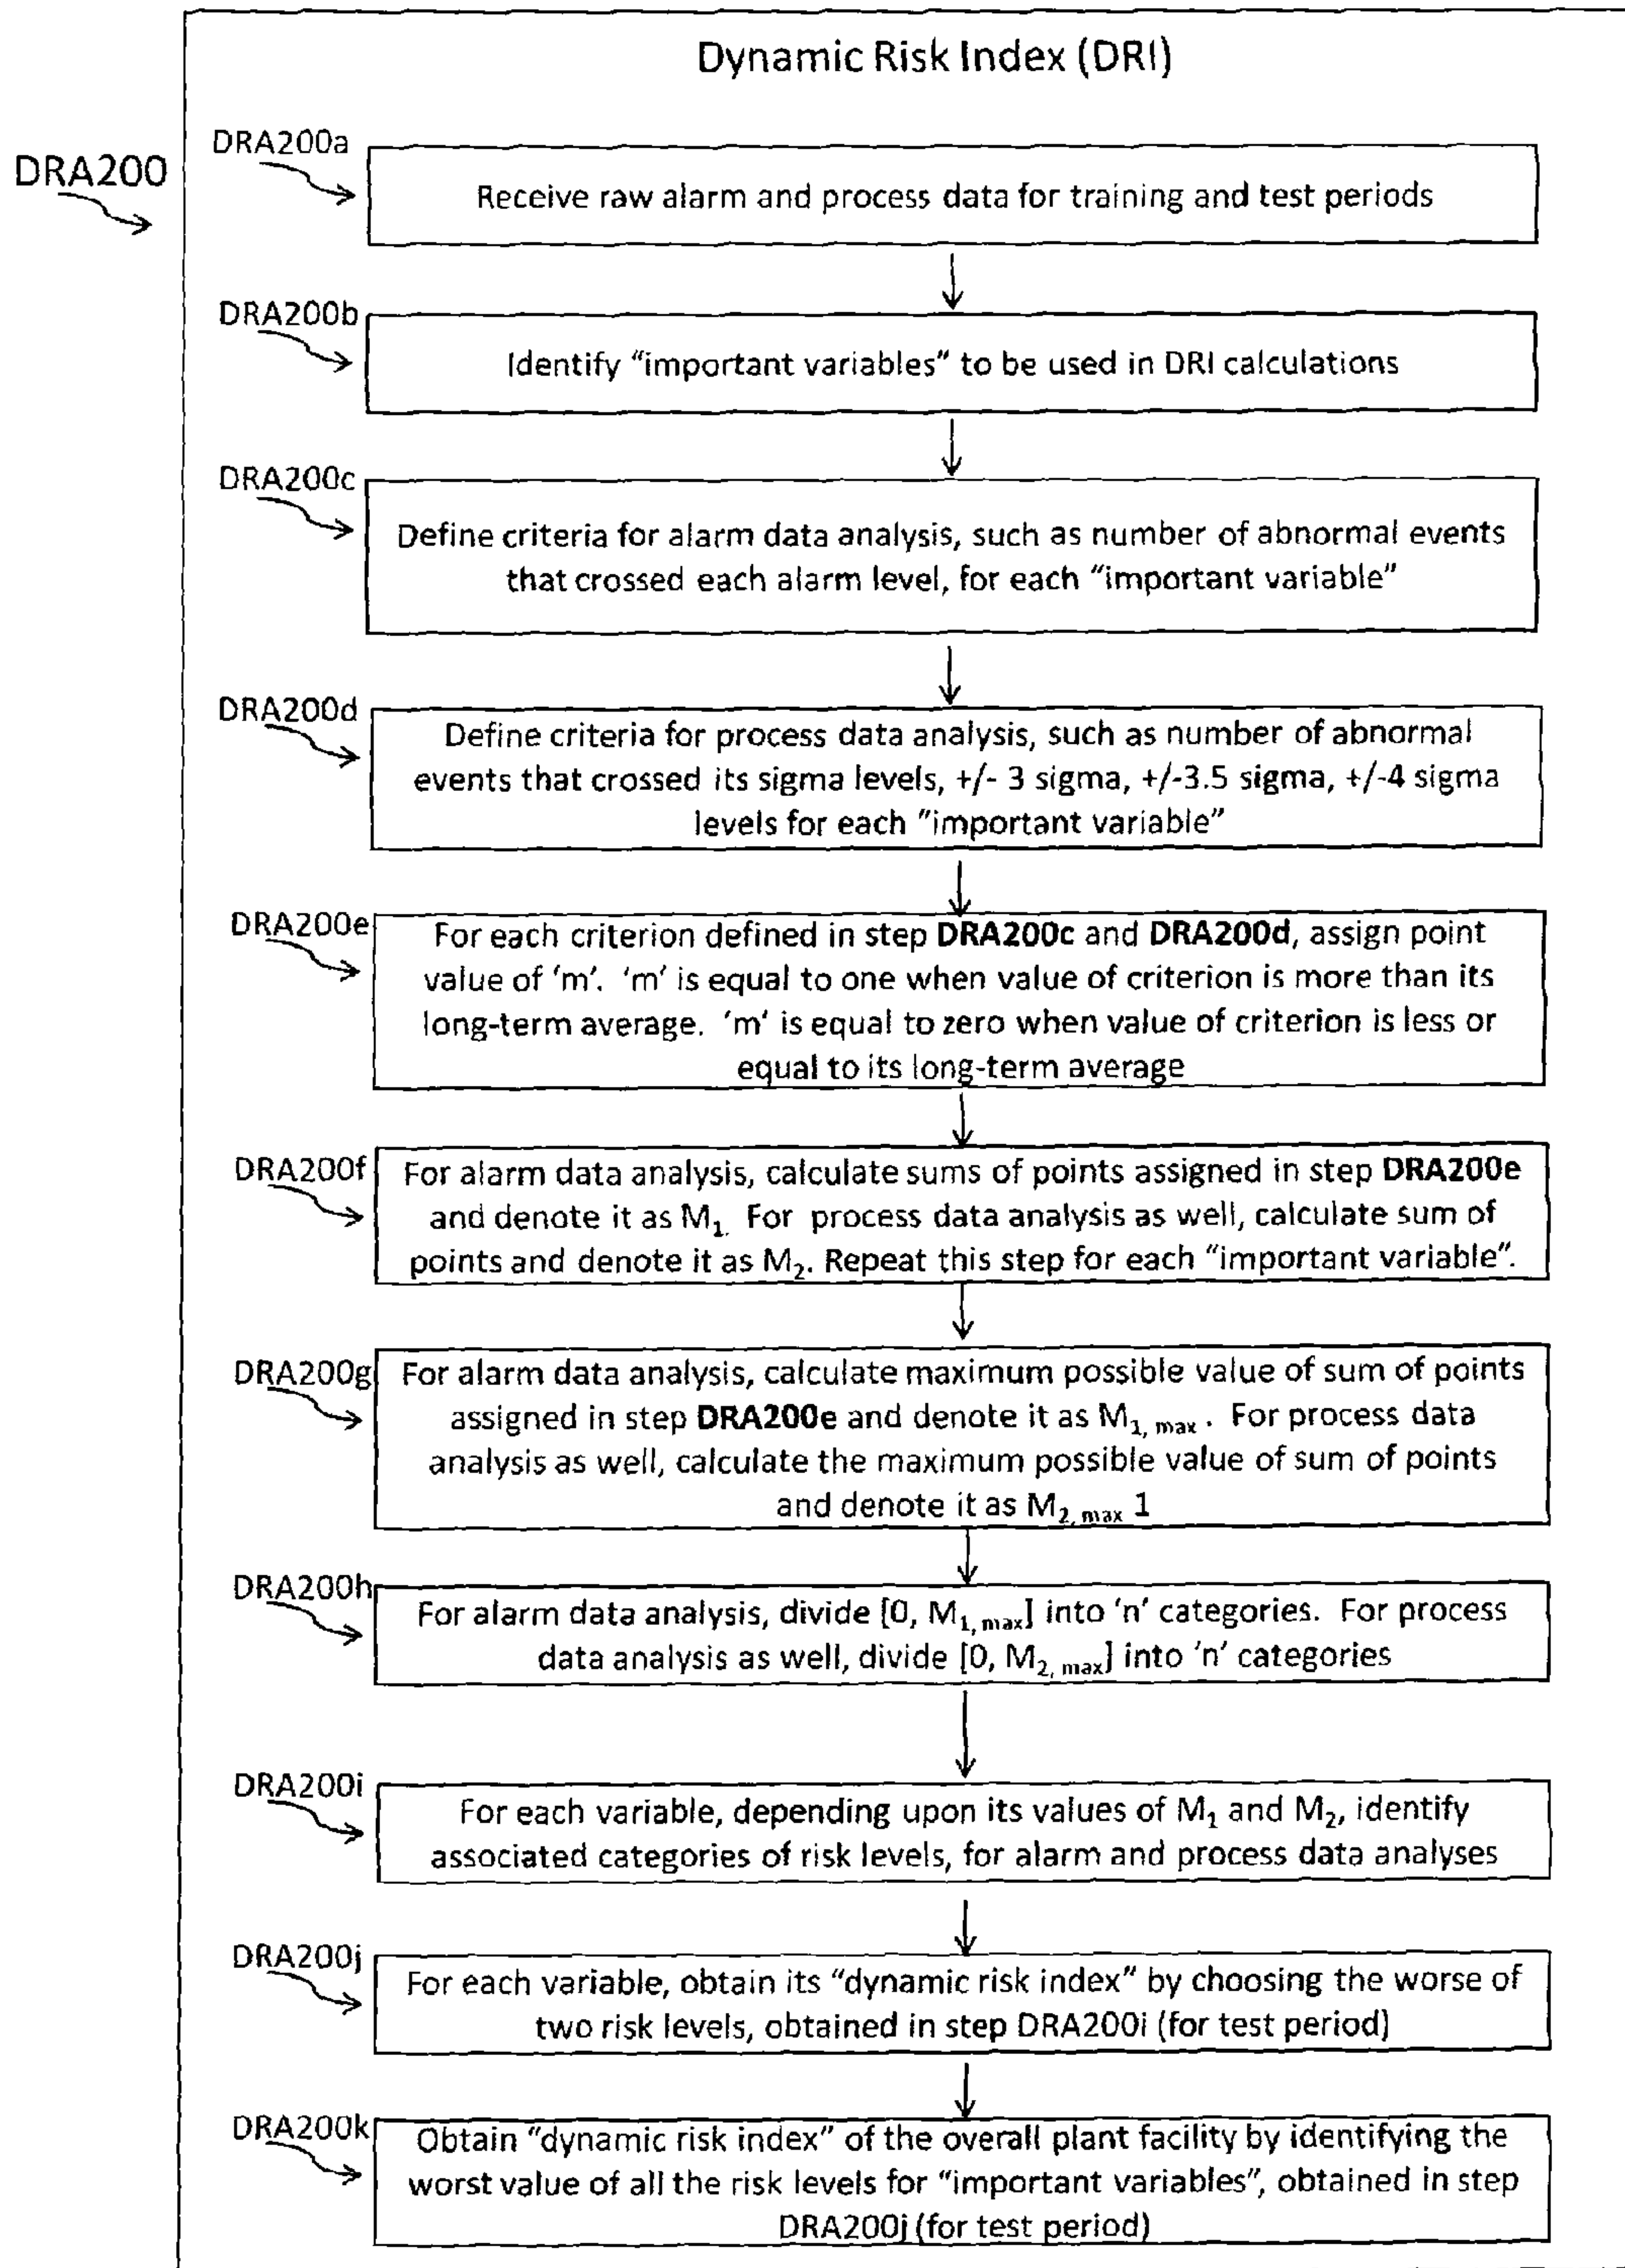 Dynamic Risk Index (DRI)
DRA200
DRA200a
Receive raw alarm and process data for training and test periods
DRA200b
Identify "important variables" to be used in DRI calculations
DRA200c
Define criteria for alarm data analysis, such as number of abnormal events
that crossed each alarm level, for each "important variable"
DRA200d
Define criteria for process data analysis, such as number of abnormal
events that crossed its sigma levels, +/- 3 sigma, +/-3.5 sigma, +/-4 sigma
levels for each "important variable"
DRA200e
For each criterion defined in step DRA200c and DRA200d, assign point
value of 'm'. 'm' is equal to one when value of criterion is more than its
long-term average. 'm' is equal to zero when value of criterion is less or
equal to its long-term average
DRA200f
For alarm data analysis, calculate sums of points assigned in step DRA200e
and denote it as M1. For process data analysis as well, calculate sum of
points and denote it as M2. Repeat this step for each "important variable".
DRA200g
For alarm data analysis, calculate maximum possible value of sum of points
assigned in step DRA200e and denote it as M1, max . For process data
analysis as well, calculate the maximum possible value of sum of points
and denote it as M2, max 1
DRA200h
For alarm data analysis, divide [0, M1, max] into 'n' categories. For process
data analysis as well, divide [0, M2, max] into 'n' categories
DRA200i
For each variable, depending upon its values of M1 and M2, identify
associated categories of risk levels, for alarm and process data analyses
DRA200j
For each variable, obtain its "dynamic risk index" by choosing the worse of
two risk levels, obtained in step DRA200i (for test period)
DRA200k
Obtain "dynamic risk index" of the overall plant facility by identifying the
worst value of all the risk levels for "important variables", obtained in step
DRA200j (for test period)